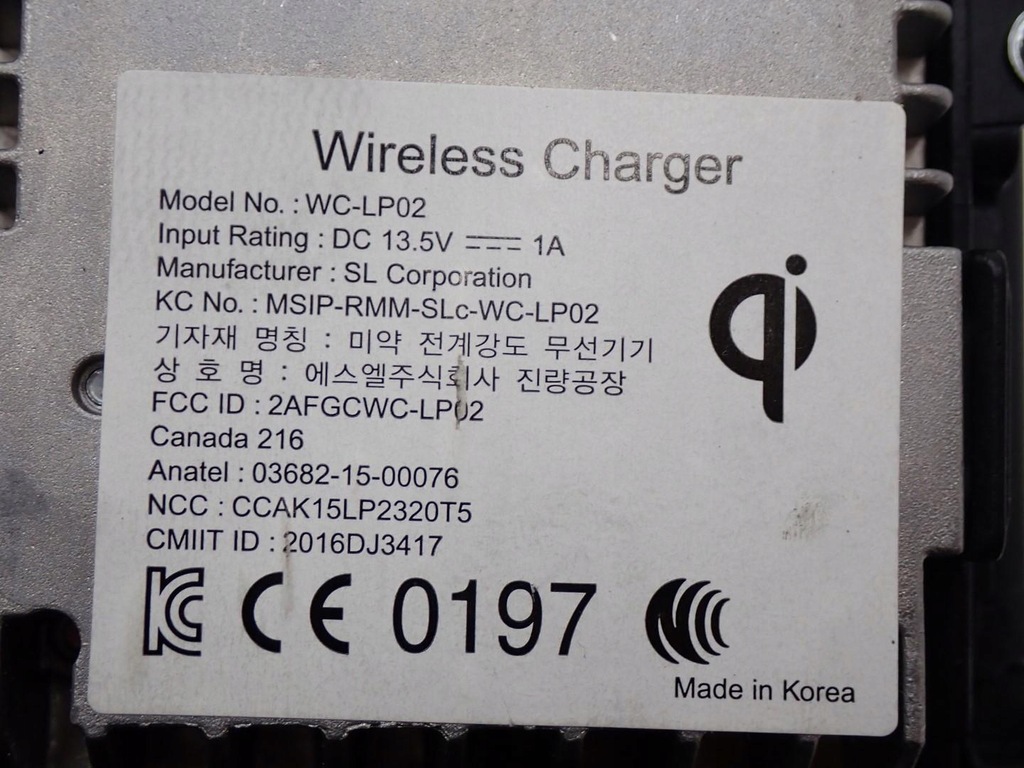 Wireless Charger
Model No. : WC-LP02
Input Rating : DC 13.5V ⎓ 1A
Manufacturer : SL Corporation
KC No. : MSIP-RMM-SLc-WC-LP02
기자재 명칭 : 미약 전계강도 무선기기
상 호 명 : 에스엘주식회사 진량공장
FCC ID : 2AFGCWC-LP02
Canada 216
Anatel : 03682-15-00076
NCC : CCAK15LP2320T5
CMIIT ID : 2016DJ3417
KC CE 0197
qi
Made in Korea